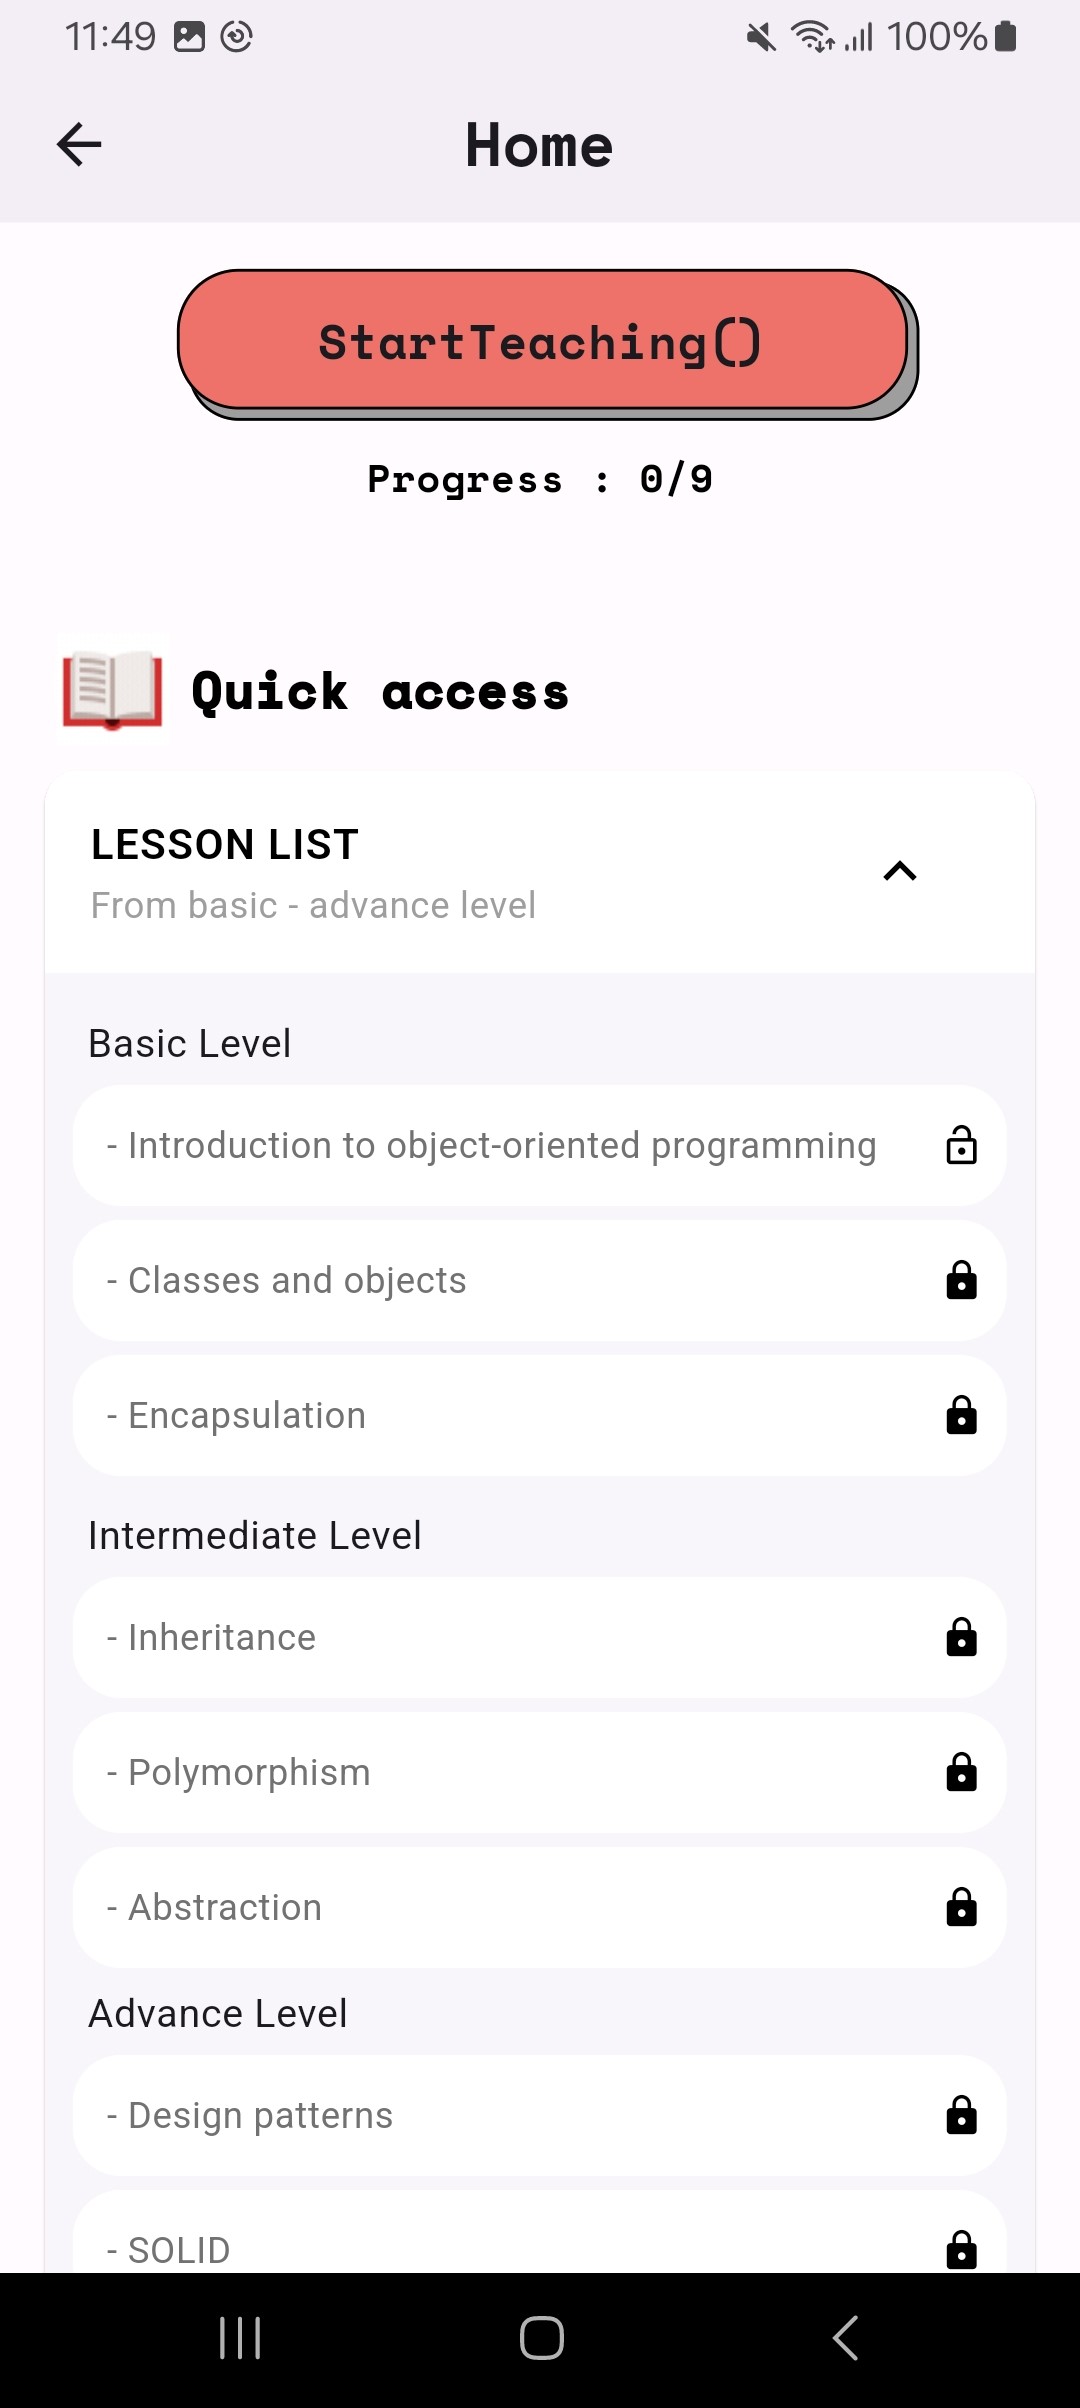 11:49 100%
Home
StartTeaching()
Progress : 0/9
Quick access
LESSON LIST
From basic - advance level
Basic Level
- Introduction to object-oriented programming
- Classes and objects
- Encapsulation
Intermediate Level
- Inheritance
- Polymorphism
- Abstraction
Advance Level
- Design patterns
- SOLID